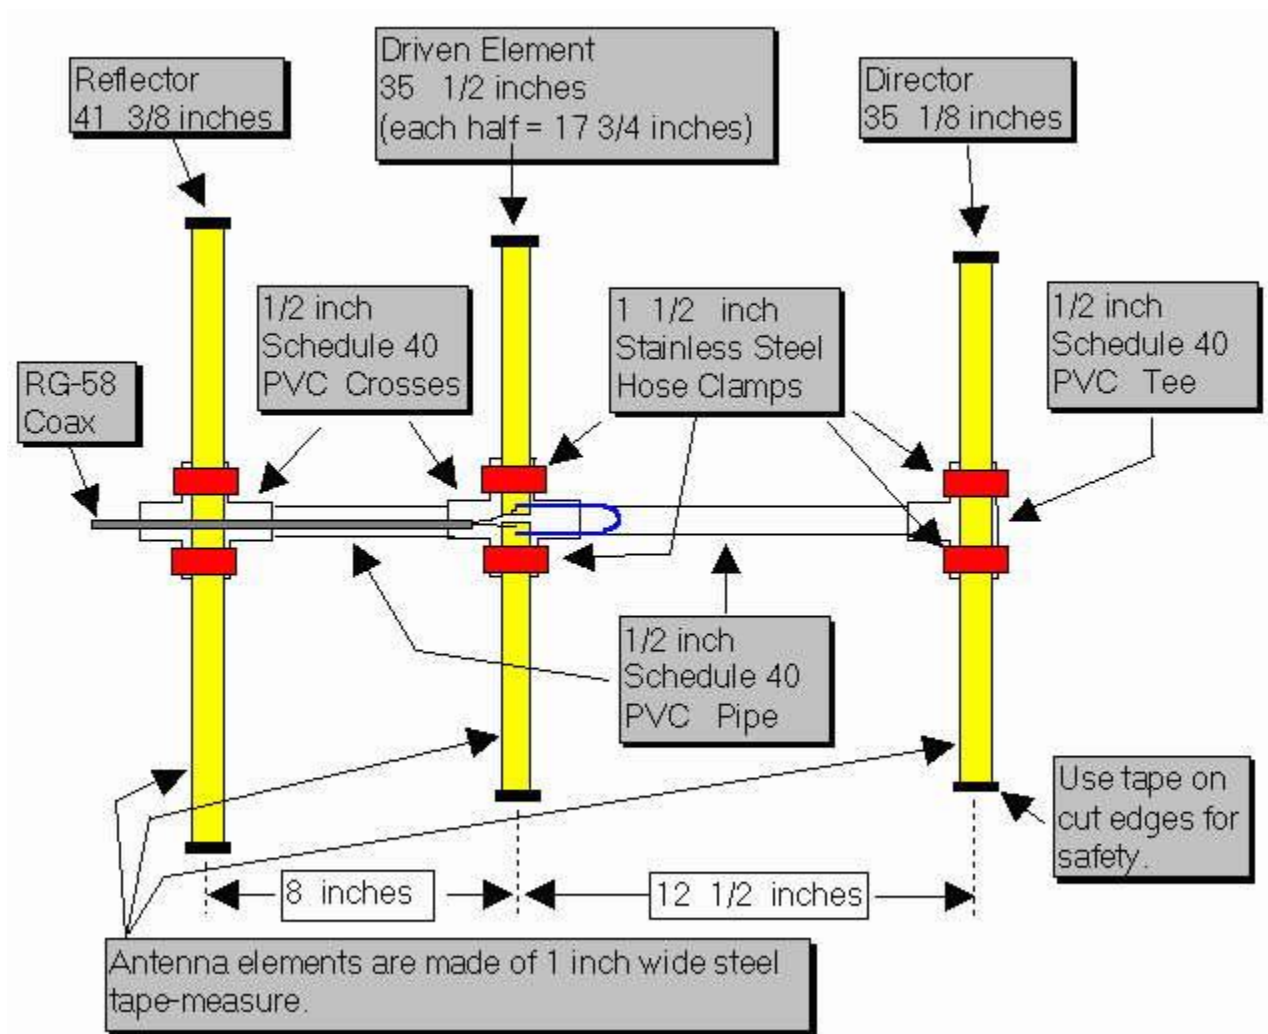 Reflector
41 3/8 inches
Driven Element
35 1/2 inches
(each half = 17 3/4 inches)
Director
35 1/8 inches
RG-58
Coax
1/2 inch
Schedule 40
PVC Crosses
1 1/2 inch
Stainless Steel
Hose Clamps
1/2 inch
Schedule 40
PVC Tee
1/2 inch
Schedule 40
PVC Pipe
Use tape on
cut edges for
safety.
8 inches
12 1/2 inches
Antenna elements are made of 1 inch wide steel
tape-measure.